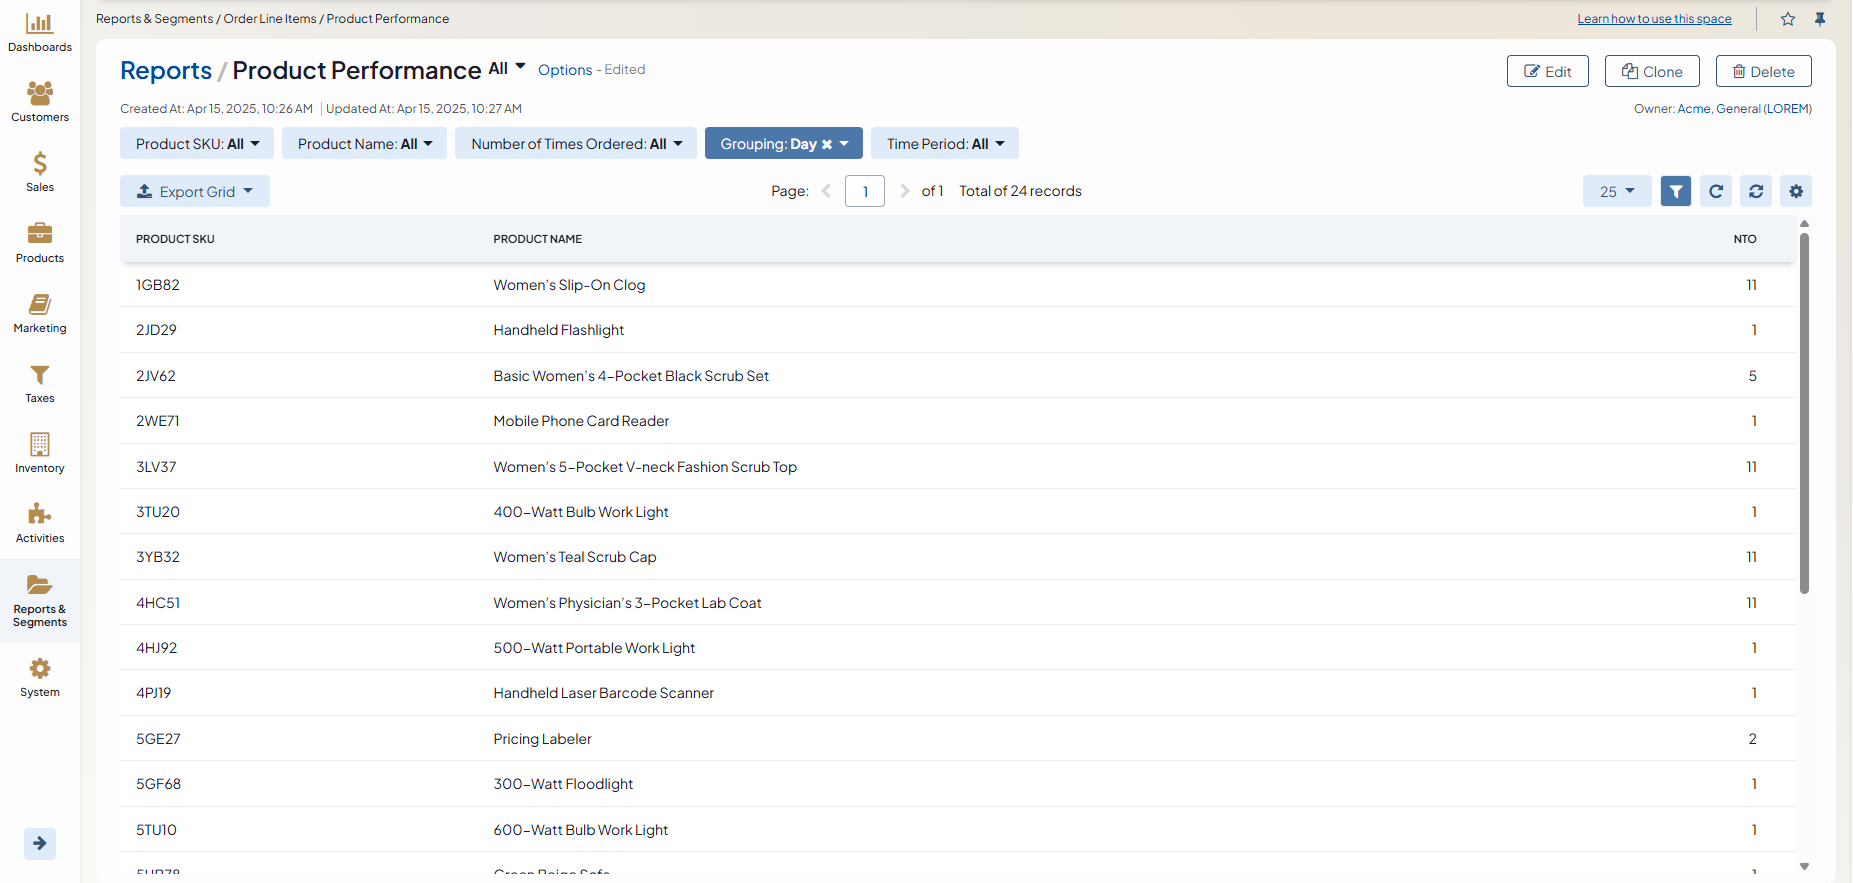 Dashboards
Customers
Sales
Products
Marketing
Taxes
Inventory
Activities
Reports &
Segments
System
Reports & Segments / Order Line Items / Product Performance
Learn how to use this space
Reports / Product Performance All Options - Edited
Edit Clone Delete
Created At: Apr 15, 2025, 10:26 AM Updated At: Apr 15, 2025, 10:27 AM
Owner: Acme, General (LOREM)
Product SKU: All Product Name: All Number of Times Ordered: All Grouping: Day Time Period: All
Export Grid Page: 1 of 1 Total of 24 records 25
PRODUCT SKU PRODUCT NAME NTO
1GB82 Women's Slip-On Clog 11
2JD29 Handheld Flashlight 1
2JV62 Basic Women's 4–Pocket Black Scrub Set 5
2WE71 Mobile Phone Card Reader 1
3LV37 Women's 5–Pocket V-neck Fashion Scrub Top 11
3TU20 400–Watt Bulb Work Light 1
3YB32 Women's Teal Scrub Cap 11
4HC51 Women's Physician's 3–Pocket Lab Coat 11
4HJ92 500–Watt Portable Work Light 1
4PJ19 Handheld Laser Barcode Scanner 1
5GE27 Pricing Labeler 2
5GF68 300–Watt Floodlight 1
5TU10 600–Watt Bulb Work Light 1